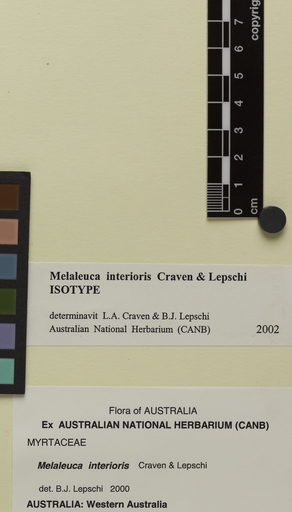 copyrig
7
6
5
4
3
2
1
0
cm
Melaleuca interioris Craven & Lepschi
ISOTYPE
determinavit L.A. Craven & B.J. Lepschi
Australian National Herbarium (CANB) 2002
Flora of AUSTRALIA
Ex AUSTRALIAN NATIONAL HERBARIUM (CANB)
MYRTACEAE
Melaleuca interioris Craven & Lepschi
det. B.J. Lepschi 2000
AUSTRALIA: Western Australia